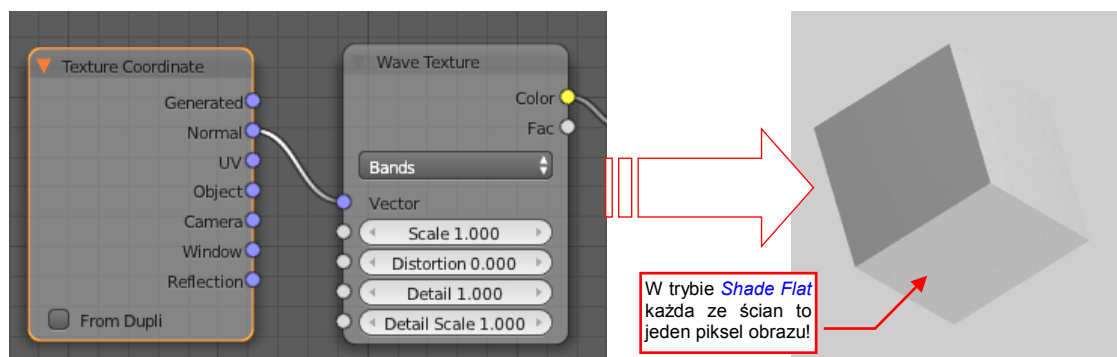 Texture Coordinate
Generated
Normal
UV
Object
Camera
Window
Reflection
From Dupli
Wave Texture
Color
Fac
Bands
Vector
Scale 1.000
Distortion 0.000
Detail 1.000
Detail Scale 1.000
W trybie Shade Flat
każda ze ścian to
jeden piksel obrazu!